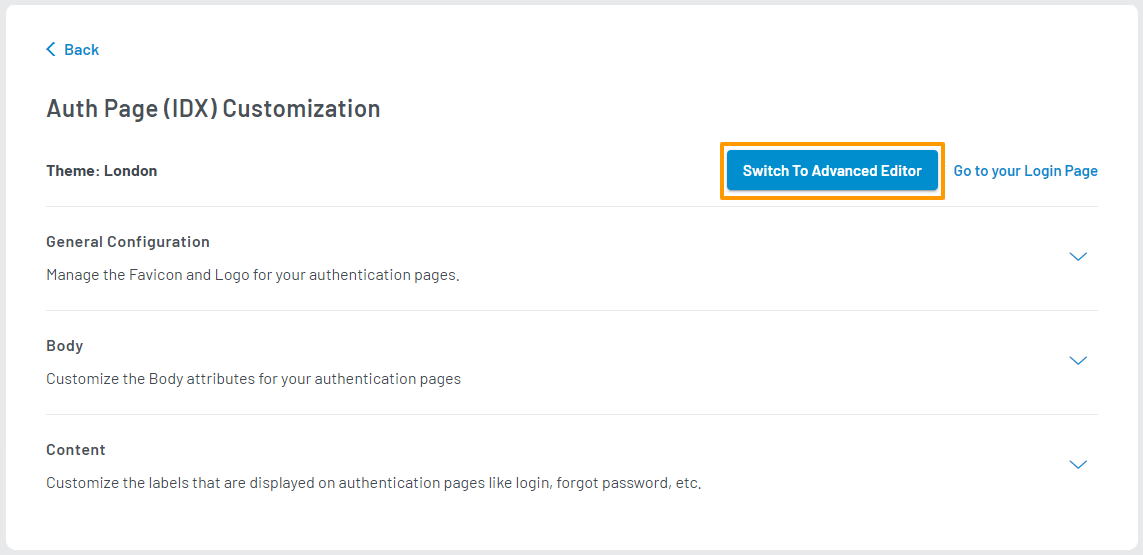 Back
Auth Page (IDX) Customization
Theme: London
Switch To Advanced Editor
Go to your Login Page
General Configuration
Manage the Favicon and Logo for your authentication pages.
Body
Customize the Body attributes for your authentication pages
Content
Customize the labels that are displayed on authentication pages like login, forgot password, etc.